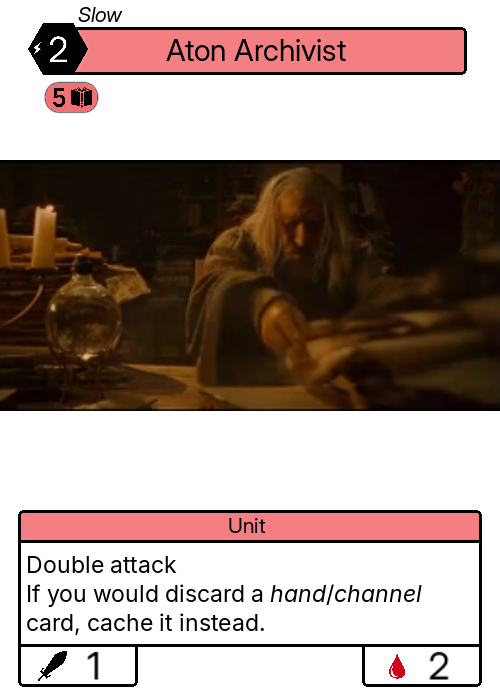 Slow
2
Aton Archivist
5
Unit
Double attack
If you would discard a hand/channel
card, cache it instead.
1
2